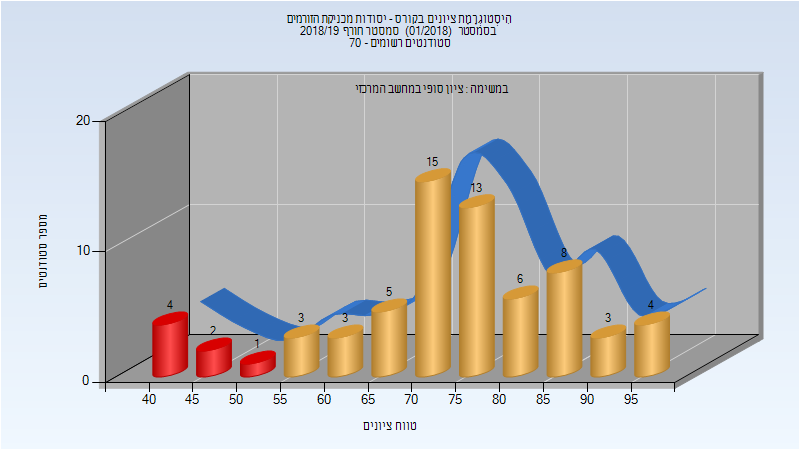 היסטוגרמת ציונים בקורס - יסודות מכניקת הזורמים
בסמסטר (01/2018) סמסטר חורף 2018/19
סטודנטים רשומים - 70
במשימה : ציון סופי במחשב המרכזי
מספר סטודנטים
20
10
0
4
2
1
3
3
5
15
13
6
8
3
4
40 45 50 55 60 65 70 75 80 85 90 95
טווח ציונים